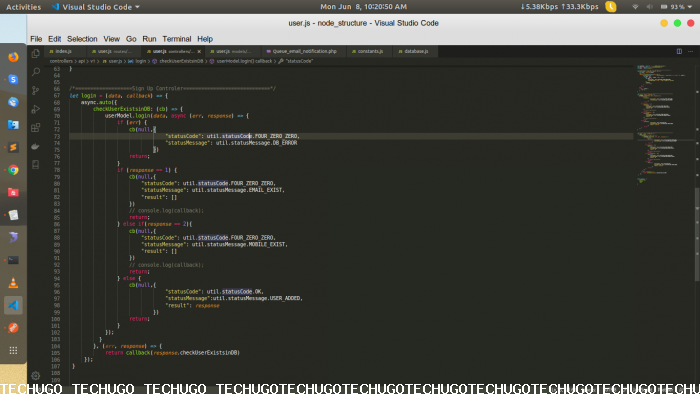 Activities Visual Studio Code Mon Jun 8, 10:20:50 AM ↓5.38Kbps ↑33.3Kbps 93%
user.js - node_structure - Visual Studio Code
File Edit Selection View Go Run Terminal Help
index.js user.js routes/... user.js controllers/... user.js Queue_email_notification.php constants.js database.js
controllers > api > v1 > user.js > login > checkUserExistsinDB > userModel.login() callback > "statusCode"
63 }
64
65
66 /*===================Sign Up Controler=====================*/
67 let login = (data, callback) => {
68 async.auto({
69 checkUserExistsinDB: (cb) => {
70 userModel.login(data, async (err, response) => {
71 if (err) {
72 cb(null,{
73 "statusCode": util.statusCode.FOUR_ZERO_ZERO,
74 "statusMessage": util.statusMessage.DB_ERROR
75 })
76 return;
77 }
78 if (response == 1) {
79 cb(null,{
80 "statusCode": util.statusCode.FOUR_ZERO_ZERO,
81 "statusMessage": util.statusMessage.EMAIL_EXIST,
82 "result": []
83 })
84 // console.log(callback);
85 return;
86 } else if(response == 2){
87 cb(null,{
88 "statusCode": util.statusCode.FOUR_ZERO_ZERO,
89 "statusMessage": util.statusMessage.MOBILE_EXIST,
90 "result": []
91 })
92 // console.log(callback);
93 return;
94 } else {
95 cb(null,{
96 "statusCode": util.statusCode.OK,
97 "statusMessage":util.statusMessage.USER_ADDED,
98 "result": response
99 })
100 return;
101 }
102 });
103 }
104 }, (err, response) => {
105 return callback(response.checkUserExistsinDB)
106 });
107 }
108
109
TECHUGO TECHUGO TECHUGO TECHUGOTECHUGOTECHUGOTECHUGOTECHUGOTECHUGOTECHU